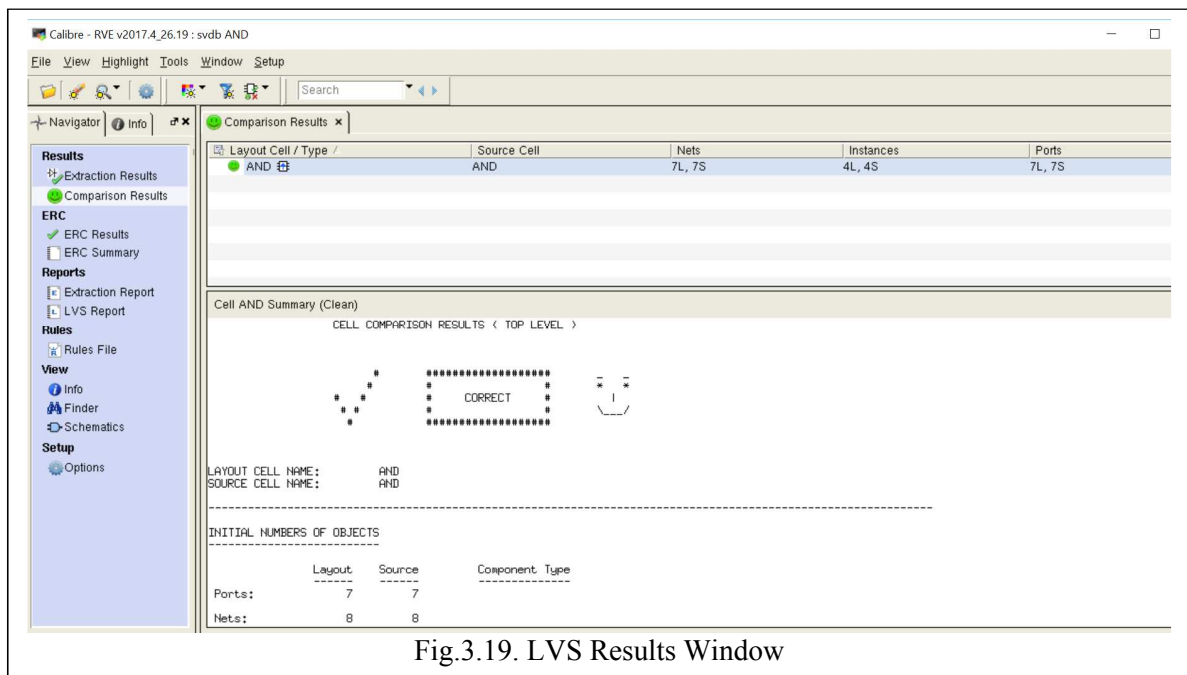 Calibre - RVE v2017.4_26.19 : svdb AND
File View Highlight Tools Window Setup
Search
Navigator Info
Comparison Results
Results
Extraction Results
Comparison Results
ERC
ERC Results
ERC Summary
Reports
Extraction Report
LVS Report
Rules
Rules File
View
Info
Finder
Schematics
Setup
Options
Layout Cell / Type Source Cell Nets Instances Ports
AND AND 7L, 7S 4L, 4S 7L, 7S
Cell AND Summary (Clean)
CELL COMPARISON RESULTS ( TOP LEVEL )
CORRECT
LAYOUT CELL NAME: AND
SOURCE CELL NAME: AND
INITIAL NUMBERS OF OBJECTS
Layout Source Component Type
Ports: 7 7
Nets: 8 8
Fig.3.19. LVS Results Window